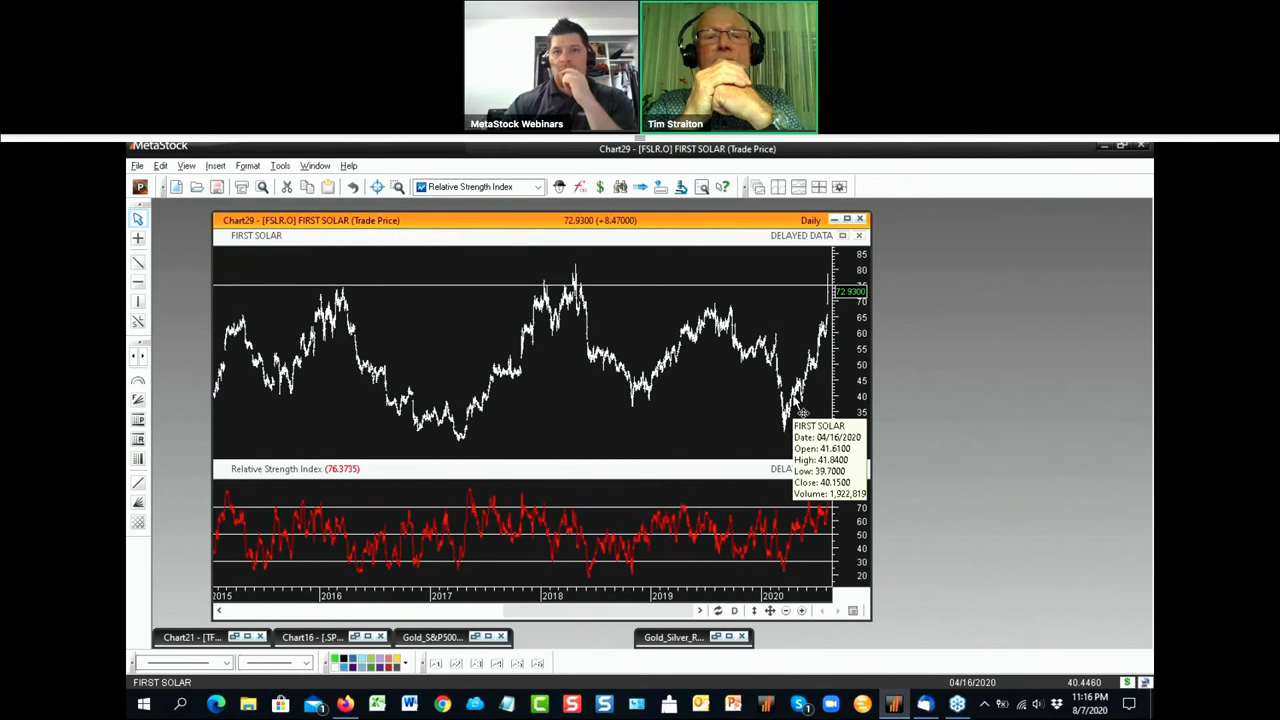 MetaStock Webinars
Tim Straiton
MetaStock
Chart29 - [FSLR.O] FIRST SOLAR (Trade Price)
File Edit View Insert Format Tools Window Help
Relative Strength Index
Chart29 - [FSLR.O] FIRST SOLAR (Trade Price) 72.9300 (+8.47000) Daily
FIRST SOLAR DELAYED DATA
85
80
72.9300
70
65
60
55
50
45
40
35
FIRST SOLAR
Date: 04/16/2020
Open: 41.6100
High: 41.8400
Low: 39.7000
Close: 40.1500
Volume: 1,922,819
Relative Strength Index (76.3735)
70
60
50
40
30
20
2015 2016 2017 2018 2019 2020
D
Chart21 - [TF... Chart16 - [.SP... Gold_S&P500... Gold_Silver_R...
FIRST SOLAR 04/16/2020 40.4460
11:16 PM
8/7/2020